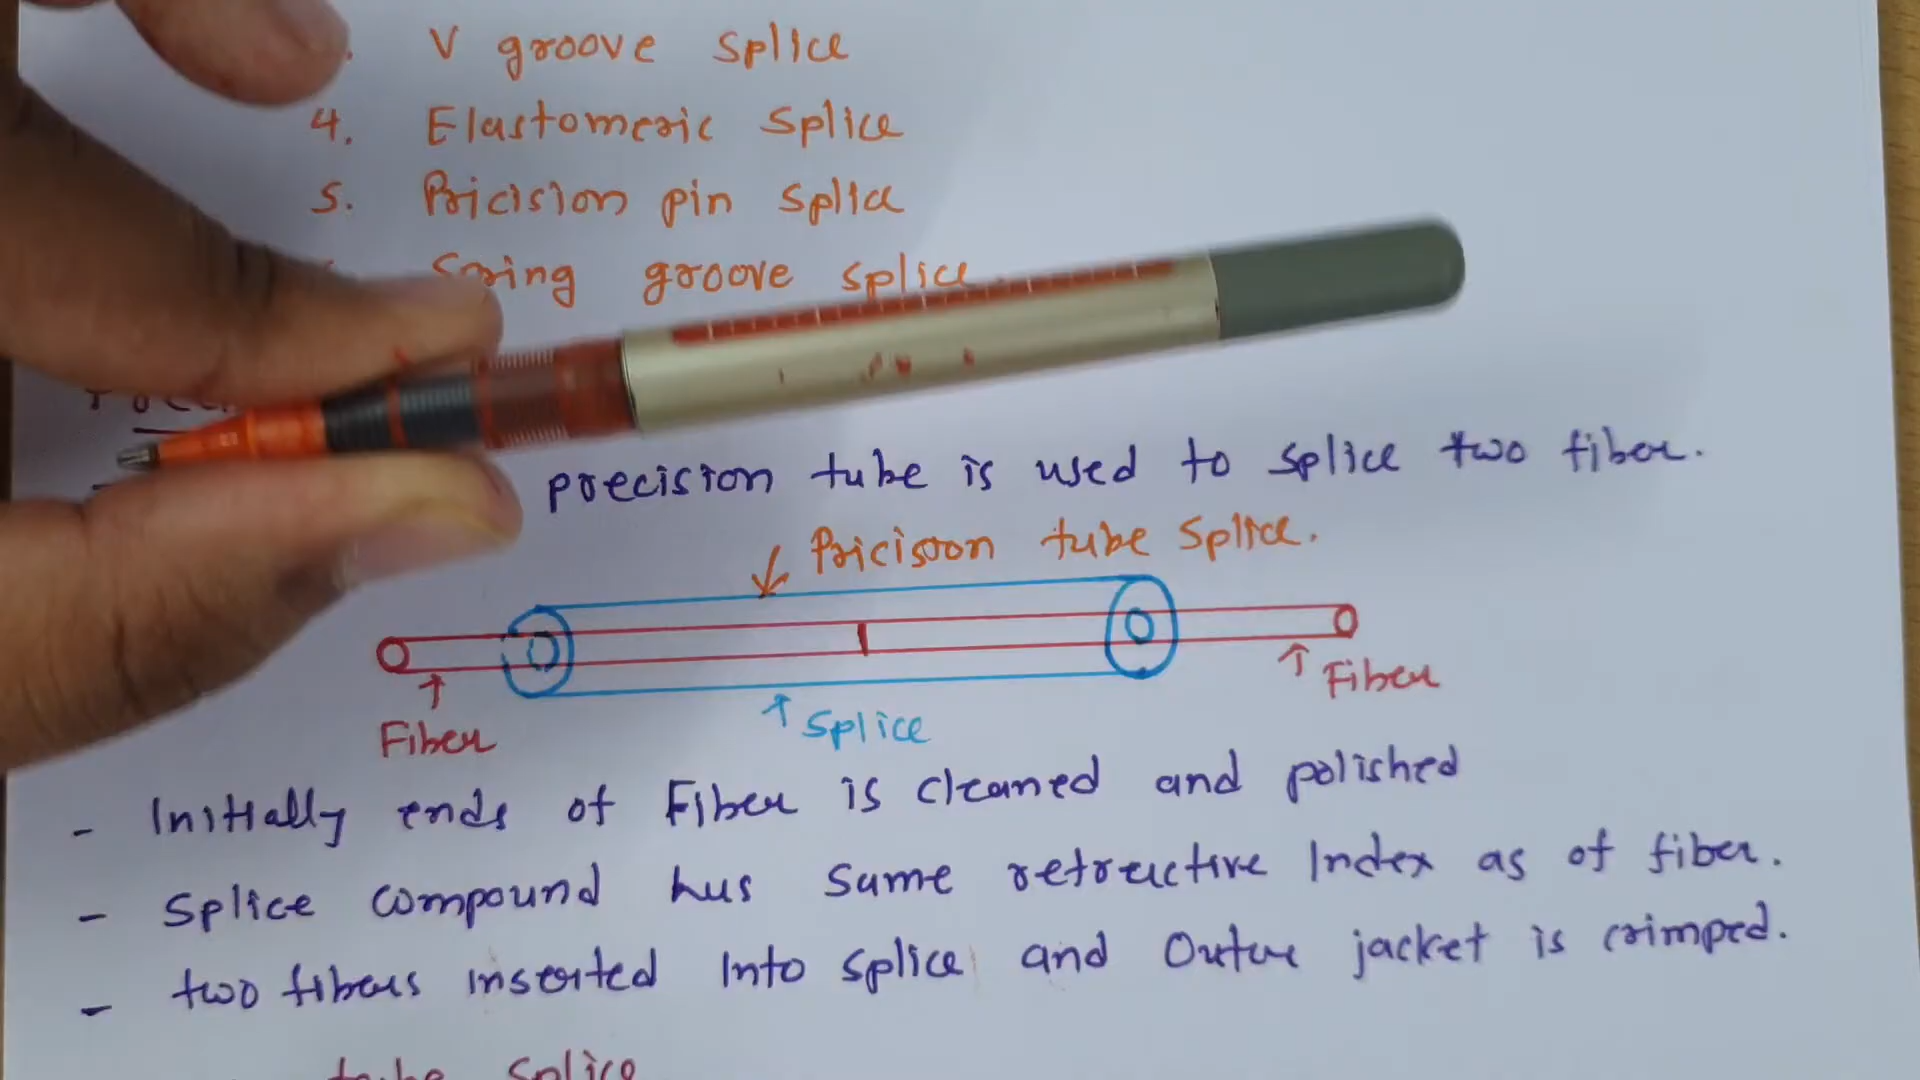 V groove splice
4. Elastomeric splice
5. Pricision pin splice
groove splice
precision tube is used to splice two fiber.
Pricision tube splice.
Fiber
Fiber
splice
- Initially ends of Fiber is cleaned and polished
- splice compound has same refractive Index as of fiber.
- two fibers inserted into splice and Outer jacket is crimped.
tube splice